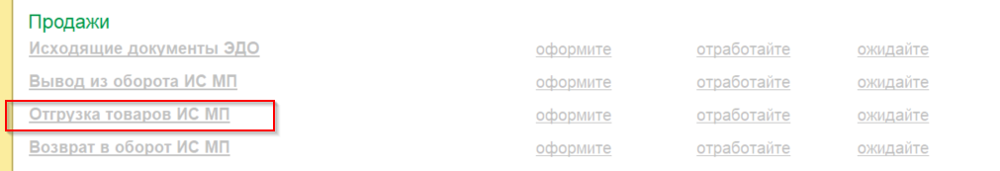 Продажи
Исходящие документы ЭДО оформите отработайте ожидайте
Вывод из оборота ИС МП оформите отработайте ожидайте
Отгрузка товаров ИС МП оформите отработайте ожидайте
Возврат в оборот ИС МП оформите отработайте ожидайте